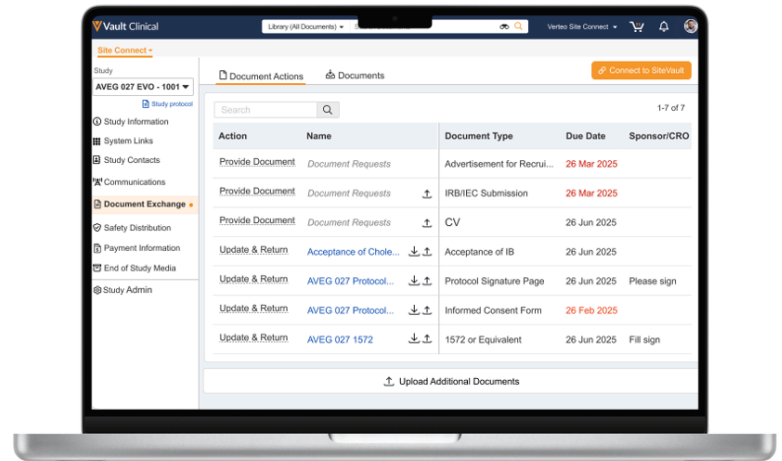 Vault Clinical
Library (All Documents)
Verteo Site Connect
Site Connect
Study
AVEG 027 EVO - 1001
Study protocol
Study Information
System Links
Study Contacts
Communications
Document Exchange
Safety Distribution
Payment Information
End of Study Media
Study Admin
Document Actions
Documents
Connect to SiteVault
Search
1-7 of 7
Action Name Document Type Due Date Sponsor/CRO
Provide Document Document Requests Advertisement for Recrui... 26 Mar 2025
Provide Document Document Requests IRB/IEC Submission 26 Mar 2025
Provide Document Document Requests CV 26 Jun 2025
Update & Return Acceptance of Chole... Acceptance of IB 26 Jun 2025
Update & Return AVEG 027 Protocol... Protocol Signature Page 26 Jun 2025 Please sign
Update & Return AVEG 027 Protocol... Informed Consent Form 26 Feb 2025
Update & Return AVEG 027 1572 1572 or Equivalent 26 Jun 2025 Fill sign
Upload Additional Documents